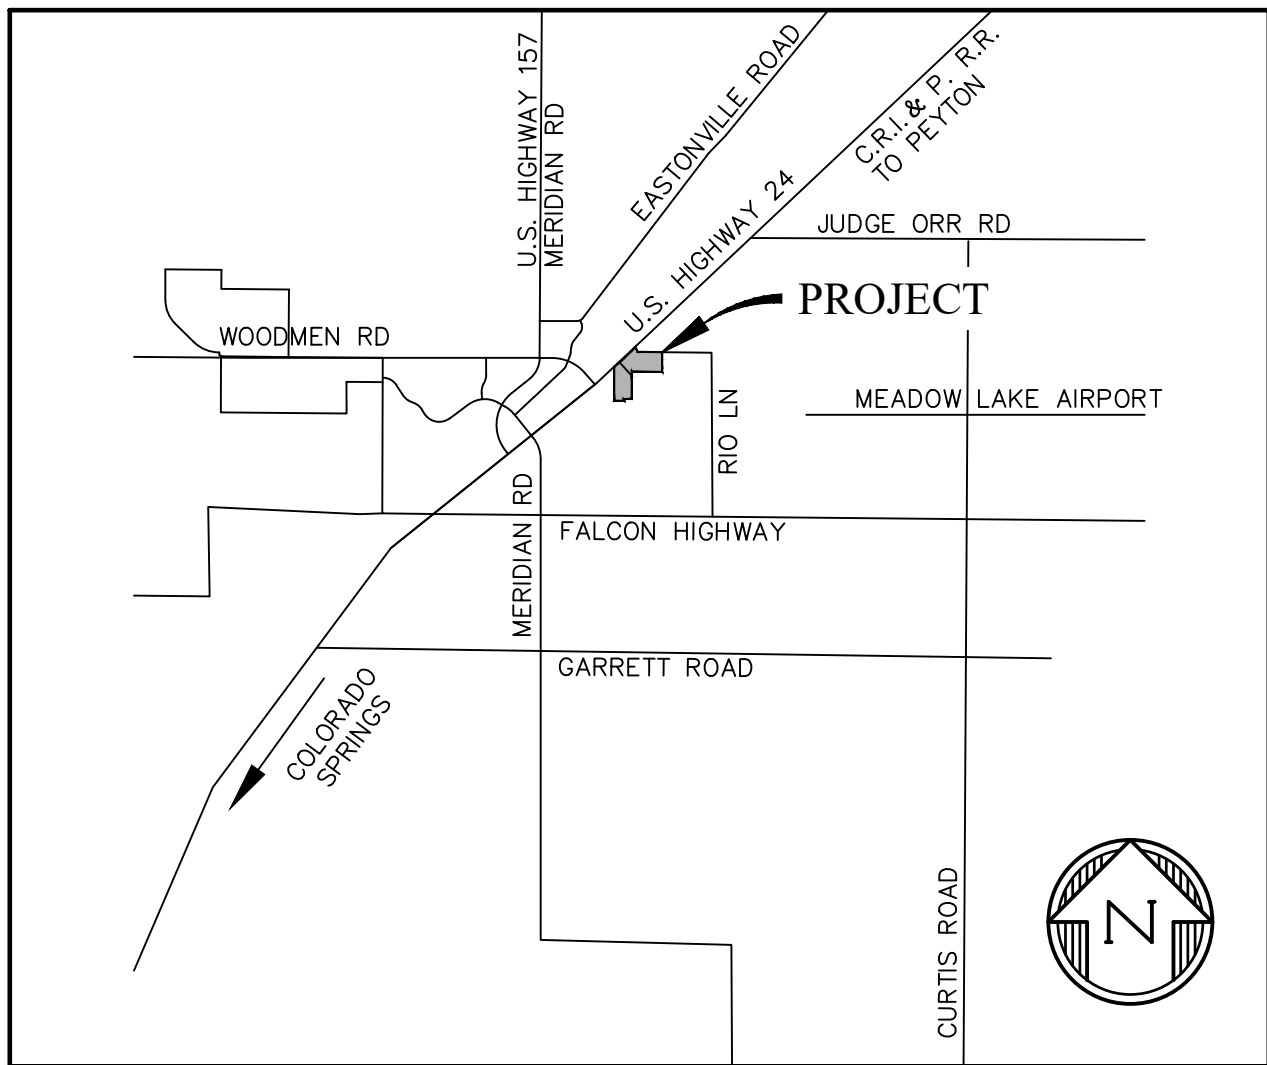 U.S. HIGHWAY 157
MERIDIAN RD
EASTONVILLE ROAD
U.S. HIGHWAY 24
C.R.I.& P. R.R.
TO PEYTON
JUDGE ORR RD
PROJECT
WOODMEN RD
MEADOW LAKE AIRPORT
RIO LN
MERIDIAN RD
FALCON HIGHWAY
GARRETT ROAD
COLORADO
SPRINGS
CURTIS ROAD
N